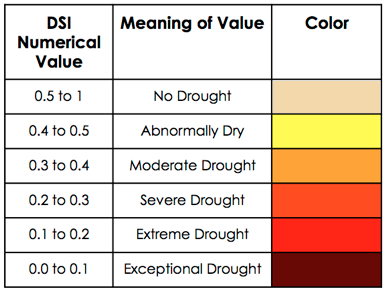 DSI Numerical Value Meaning of Value Color
0.5 to 1 No Drought
0.4 to 0.5 Abnormally Dry
0.3 to 0.4 Moderate Drought
0.2 to 0.3 Severe Drought
0.1 to 0.2 Extreme Drought
0.0 to 0.1 Exceptional Drought